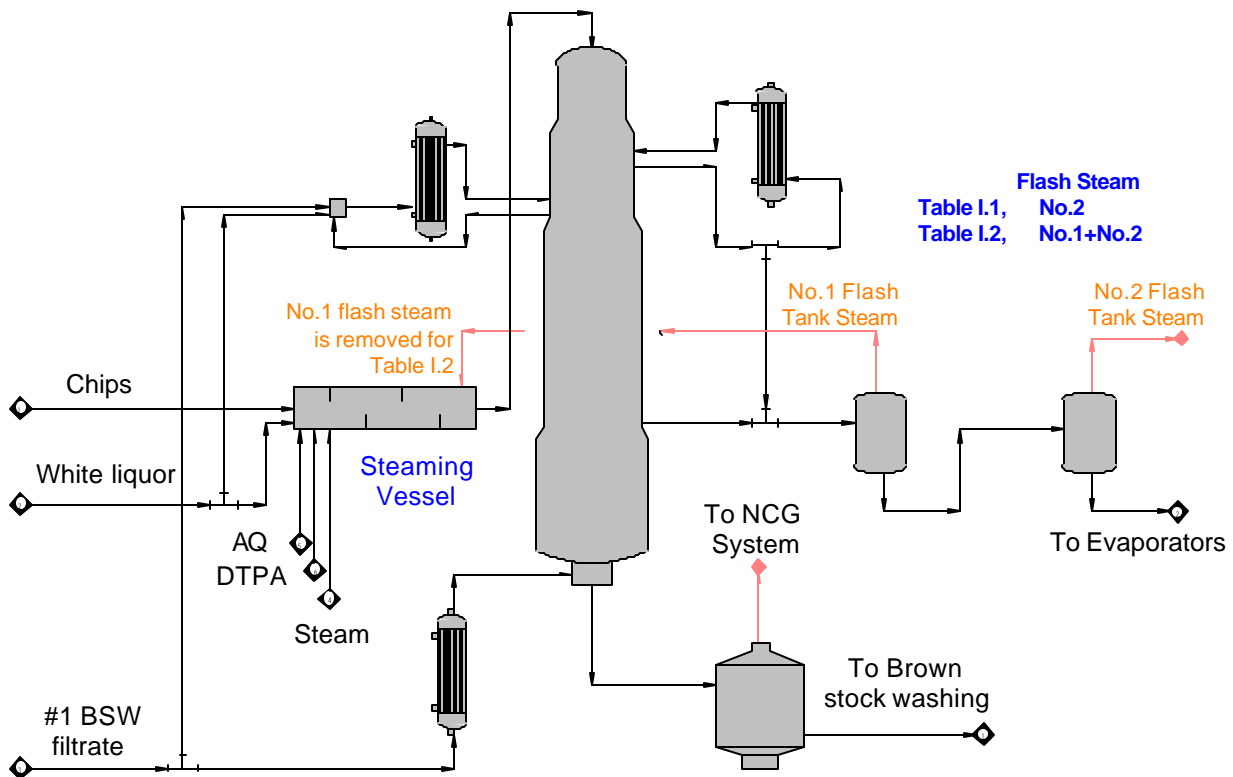 Flash Steam
Table I.1, No.2
Table I.2, No.1+No.2
No.1 Flash
Tank Steam
No.2 Flash
Tank Steam
No.1 flash steam
is removed for
Table I.2
Chips
White liquor
Steaming
Vessel
AQ
DTPA
Steam
To NCG
System
To Evaporators
To Brown
stock washing
#1 BSW
filtrate